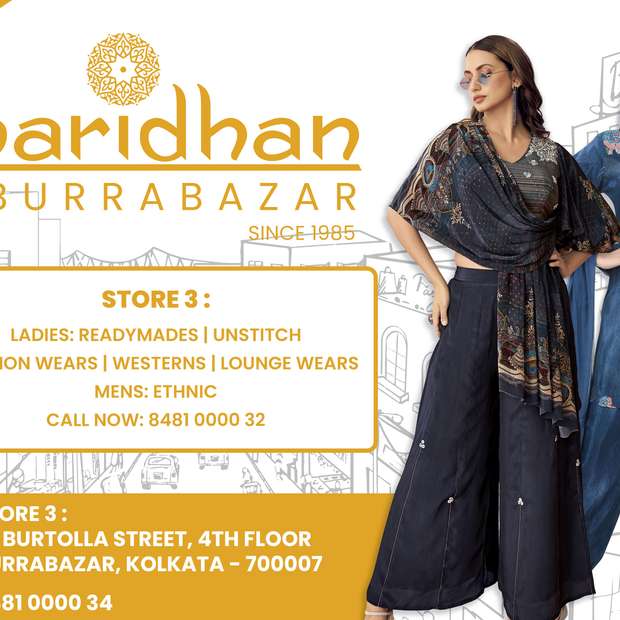 paridhan
BURRABAZAR
SINCE 1985
STORE 3 :
LADIES: READYMADES | UNSTITCH
ION WEARS | WESTERNS | LOUNGE WEARS
MENS: ETHNIC
CALL NOW: 8481 0000 32
ORE 3 :
BURTOLLA STREET, 4TH FLOOR
URRABAZAR, KOLKATA - 700007
481 0000 34